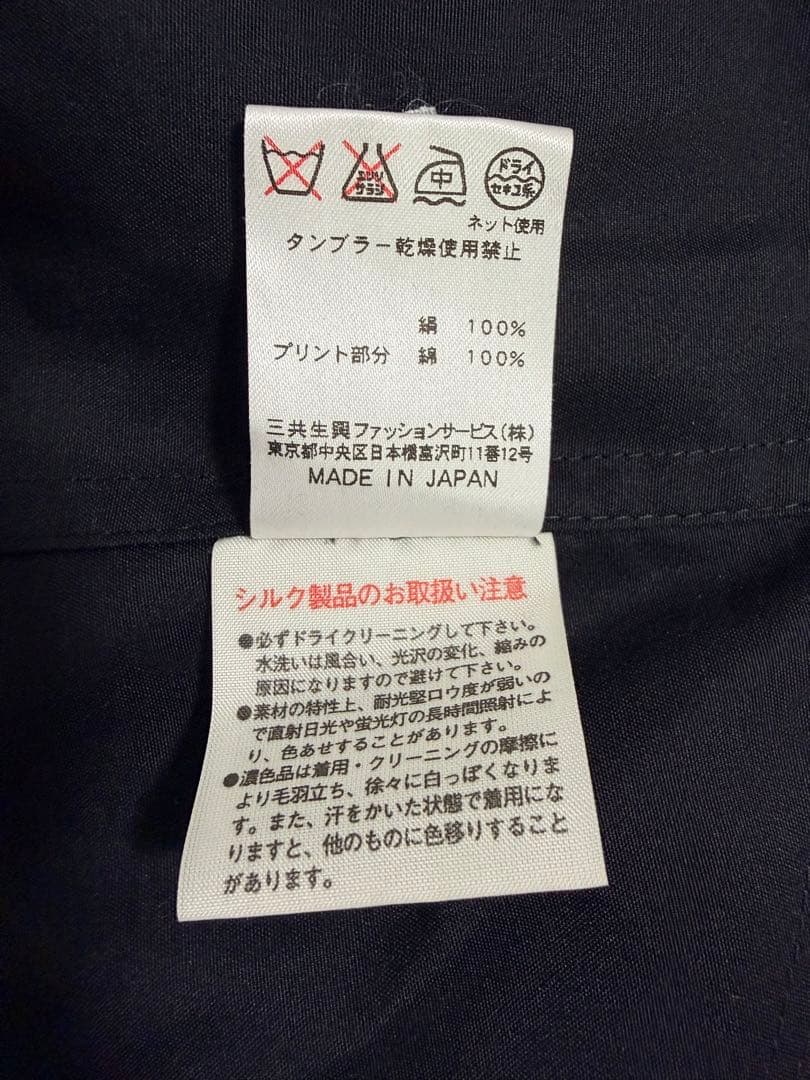 エンソ
サラシ
中
ドライ
セキユ系
ネット使用
タンブラー乾燥使用禁止
絹 100%
プリント部分 綿 100%
三共生興ファッションサービス(株)
東京都中央区日本橋富沢町11番12号
MADE IN JAPAN
シルク製品のお取扱い注意
●必ずドライクリーニングして下さい。
水洗いは風合い、光沢の変化、縮みの
原因になりますので避けて下さい。
●素材の特性上、耐光堅ロウ度が弱いの
で直射日光や蛍光灯の長時間照射によ
り、色あせすることがあります。
●濃色品は着用・クリーニングの摩擦に
より毛羽立ち、徐々に白っぽくなりま
す。また、汗をかいた状態で着用にな
りますと、他のものに色移りすること
があります。